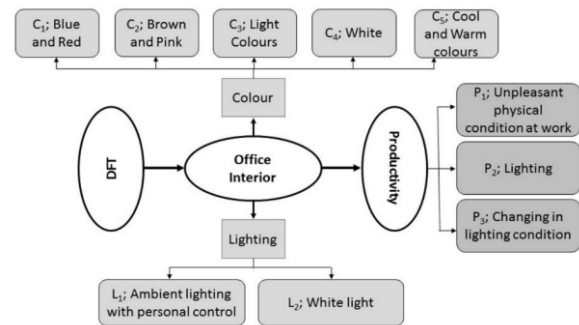 C₁; Blue
and Red
C₂; Brown
and Pink
C₃; Light
Colours
C₄; White
C₅; Cool
and Warm
colours
Colour
P₁; Unpleasant
physical
condition at work
DFT
Office
Interior
Productivity
P₂; Lighting
P₃; Changing in
lighting condition
Lighting
L₁; Ambient lighting
with personal control
L₂; White light